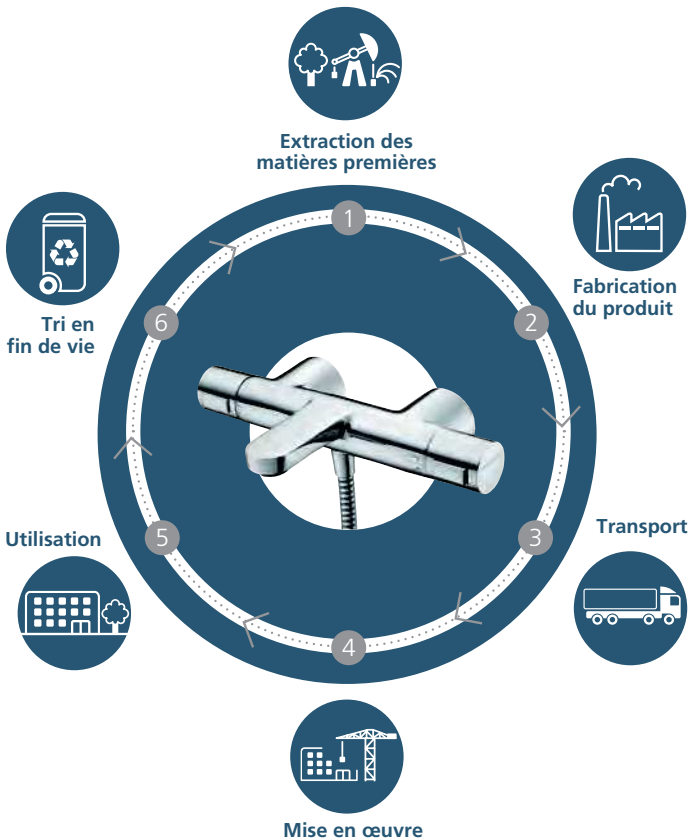 Extraction des
matières premières
1
Fabrication
du produit
2
Transport
3
4
Mise en œuvre
Utilisation
5
Tri en
fin de vie
6